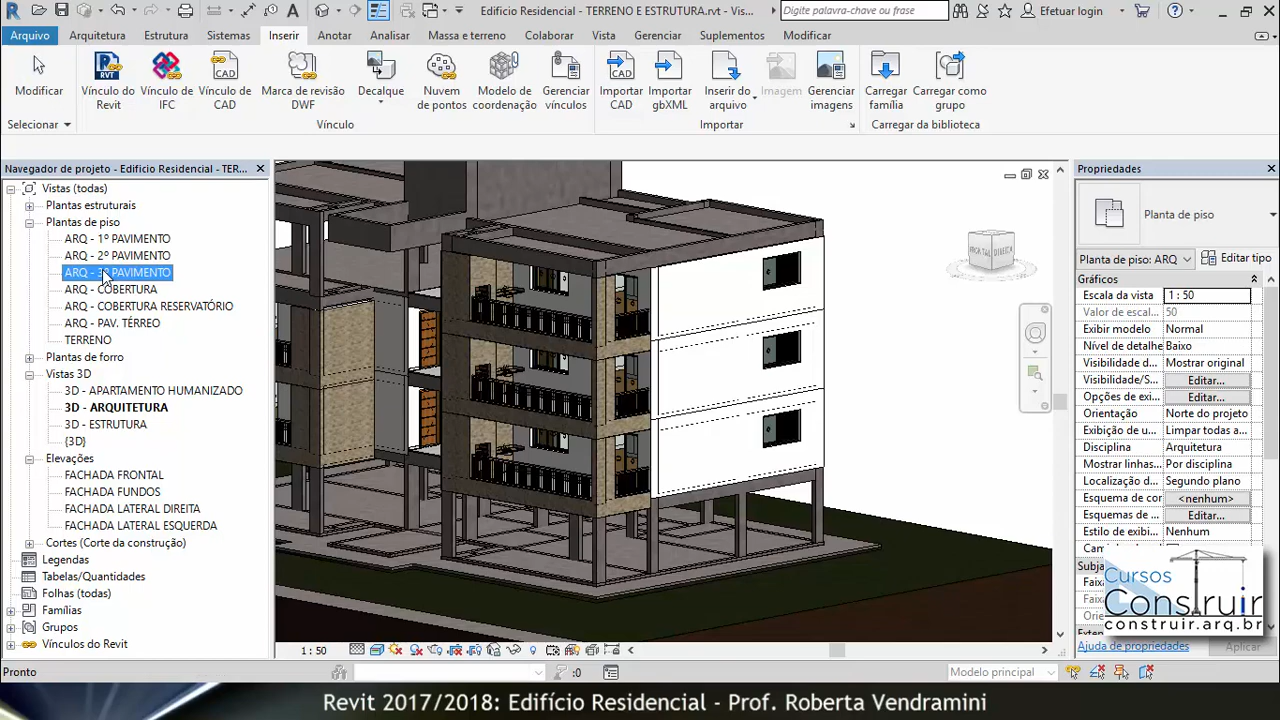 Edificio Residencial - TERRENO E ESTRUTURA.rvt - Vis...
Digite palavra-chave ou frase
Efetuar login
Arquivo Arquitetura Estrutura Sistemas Inserir Anotar Analisar Massa e terreno Colaborar Vista Gerenciar Suplementos Modificar
Modificar
Vínculo do Revit
Vínculo de IFC
Vínculo de CAD
Marca de revisão DWF
Decalque
Nuvem de pontos
Modelo de coordenação
Gerenciar vínculos
Importar CAD
Importar gbXML
Inserir do arquivo
Imagem
Gerenciar imagens
Carregar família
Carregar como grupo
Selecionar
Vínculo
Importar
Carregar da biblioteca
Navegador de projeto - Edificio Residencial - TER...
Vistas (todas)
Plantas estruturais
Plantas de piso
ARQ - 1º PAVIMENTO
ARQ - 2º PAVIMENTO
ARQ - 3º PAVIMENTO
ARQ - COBERTURA
ARQ - COBERTURA RESERVATÓRIO
ARQ - PAV. TÉRREO
TERRENO
Plantas de forro
Vistas 3D
3D - APARTAMENTO HUMANIZADO
3D - ARQUITETURA
3D - ESTRUTURA
{3D}
Elevações
FACHADA FRONTAL
FACHADA FUNDOS
FACHADA LATERAL DIREITA
FACHADA LATERAL ESQUERDA
Cortes (Corte da construção)
Legendas
Tabelas/Quantidades
Folhas (todas)
Famílias
Grupos
Vínculos do Revit
Propriedades
Planta de piso
Planta de piso: ARQ
Editar tipo
Gráficos
Escala da vista 1 : 50
Valor de escal... 50
Exibir modelo Normal
Nível de detalhe Baixo
Visibilidade d... Mostrar original
Visibilidade/S... Editar...
Opções de exi... Editar...
Orientação Norte do projeto
Exibição de u... Limpar todas a...
Disciplina Arquitetura
Mostrar linhas... Por disciplina
Localização d... Segundo plano
Esquema de cor <nenhum>
Esquemas de ... Editar...
Estilo de exibi... Nenhum
Cursos
Construir
construir.arq.br
Ajuda de propriedades
Aplicar
1 : 50
Pronto
:0
Modelo principal
Revit 2017/2018: Edifício Residencial - Prof. Roberta Vendramini